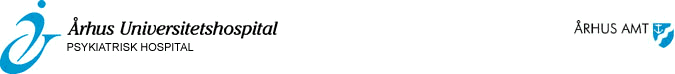 Århus Universitetshospital
PSYKIATRISK HOSPITAL
ÅRHUS AMT